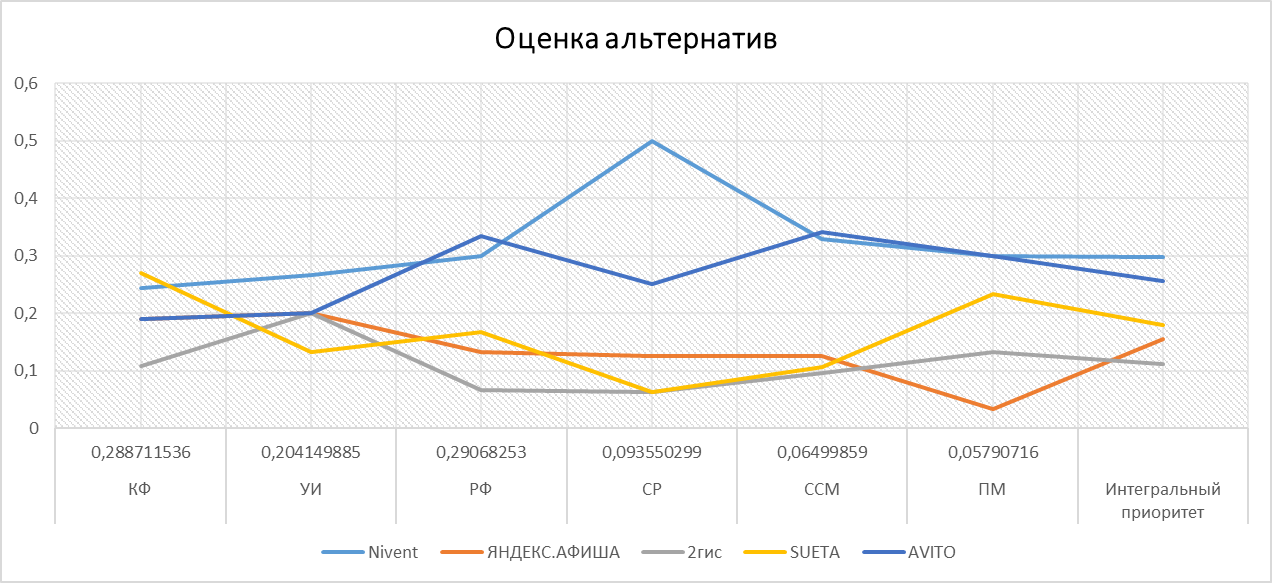 Оценка альтернатив
0,6
0,5
0,4
0,3
0,2
0,1
0
0,288711536 0,204149885 0,29068253 0,093550299 0,06499859 0,05790716
КФ УИ РФ СР ССМ ПМ Интегральный
приоритет
Nivent ЯНДЕКС.АФИША 2гис SUETA AVITO